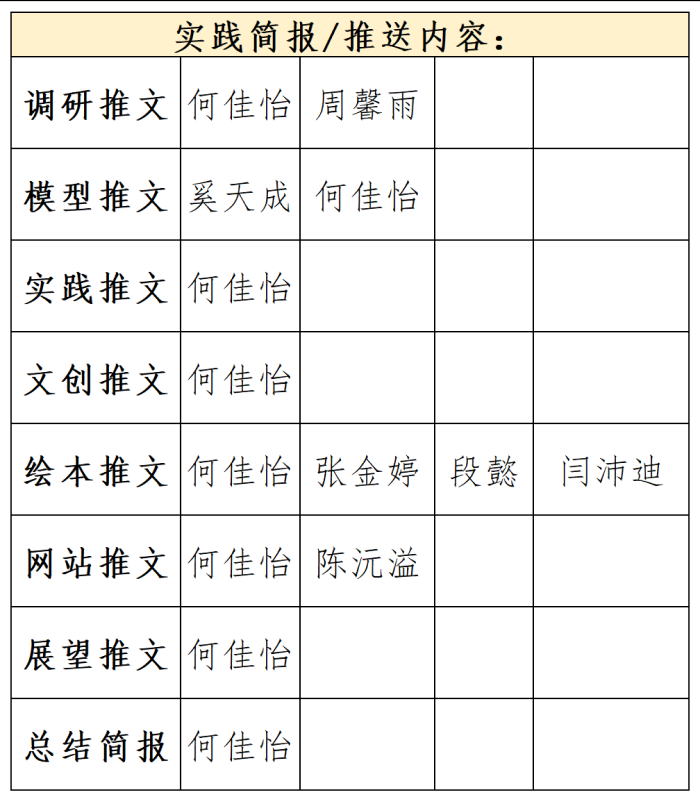 实践简报/推送内容：
调研推文 何佳怡 周馨雨
模型推文 奚天成 何佳怡
实践推文 何佳怡
文创推文 何佳怡
绘本推文 何佳怡 张金婷 段懿 闫沛迪
网站推文 何佳怡 陈沅溢
展望推文 何佳怡
总结简报 何佳怡